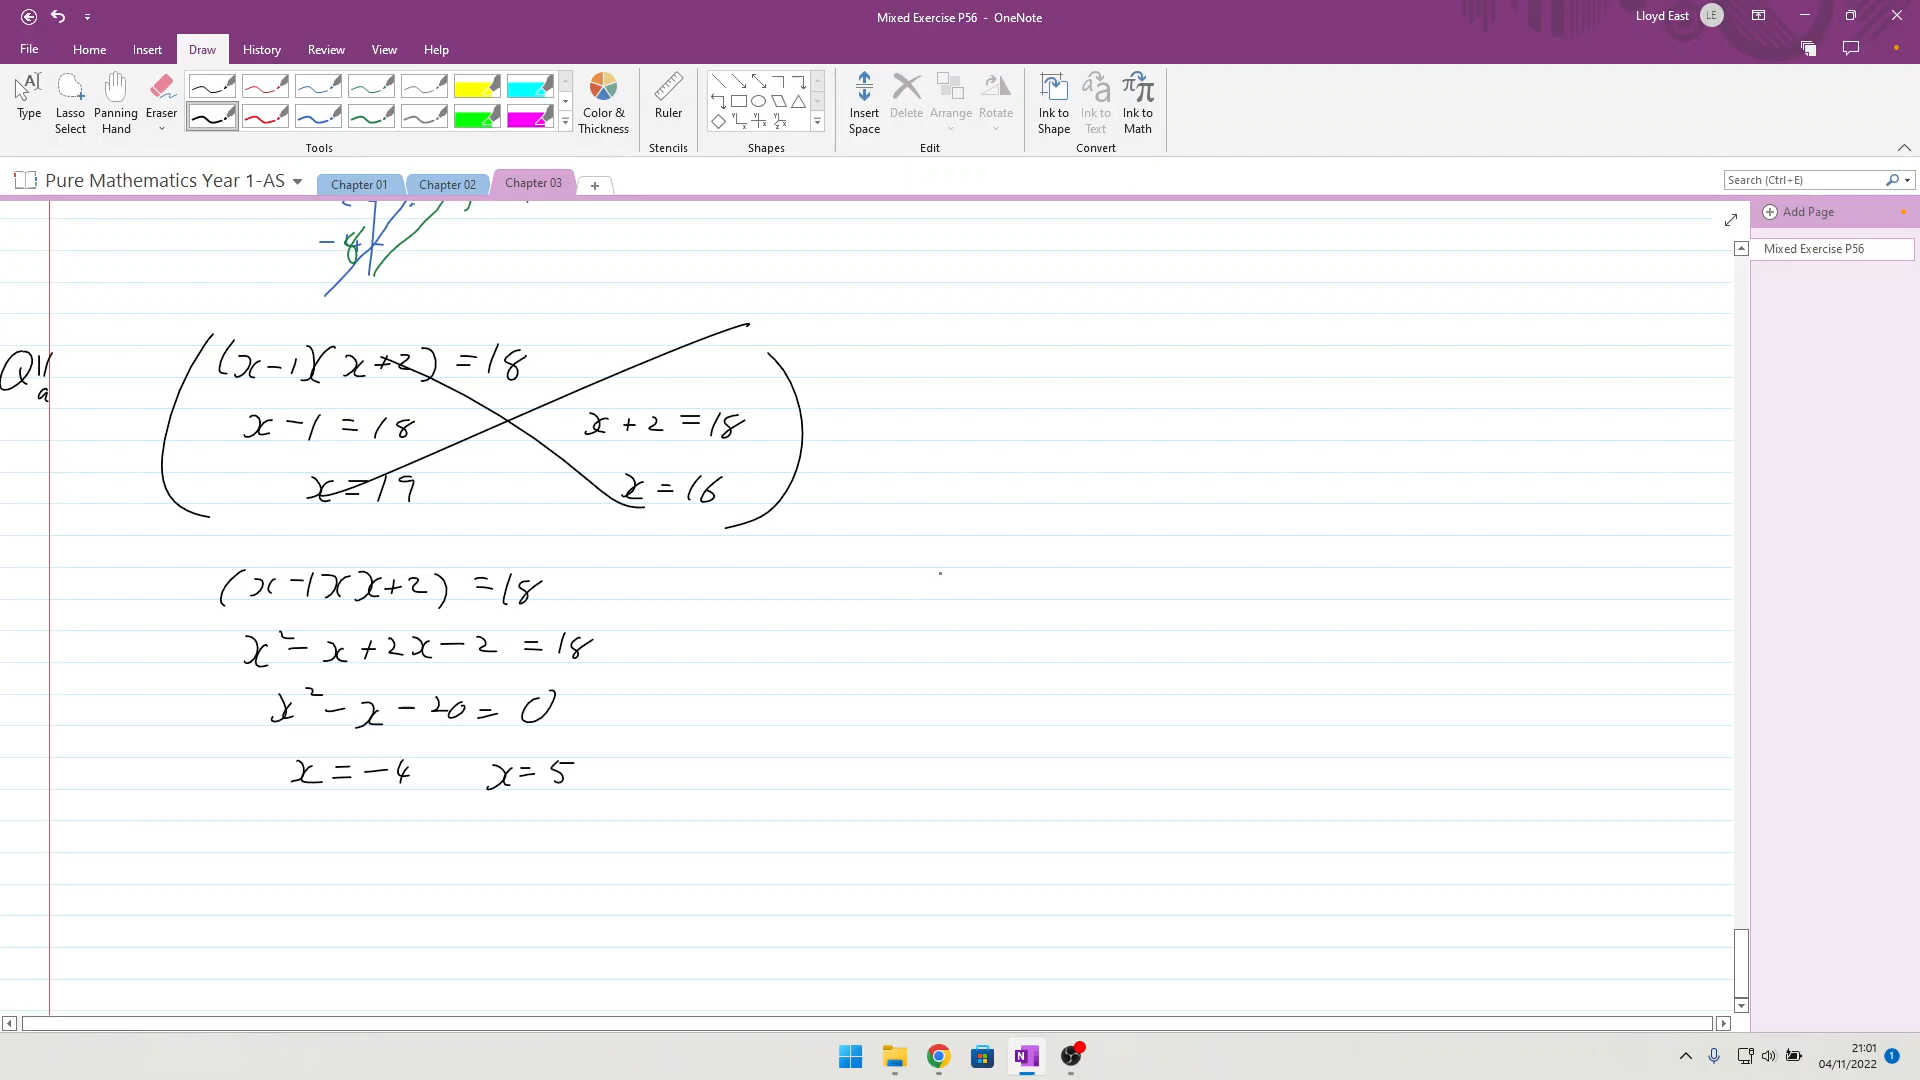 Mixed Exercise P56 - OneNote
Lloyd East
LE
File Home Insert Draw History Review View Help
Type
Lasso Select
Panning Hand
Eraser
Color & Thickness
Ruler
Insert Space
Delete
Arrange
Rotate
Ink to Shape
Ink to Text
Ink to Math
Tools
Stencils
Shapes
Edit
Convert
Pure Mathematics Year 1-AS
Chapter 01
Chapter 02
Chapter 03
Search (Ctrl+E)
Add Page
Mixed Exercise P56
Q11
a
(x-1)(x+2) = 18
x - 1 = 18 x + 2 = 18
x = 19 x = 16
(x-1)(x+2) = 18
x² - x + 2x - 2 = 18
x² - x - 20 = 0
x = -4 x = 5
21:01
04/11/2022
1